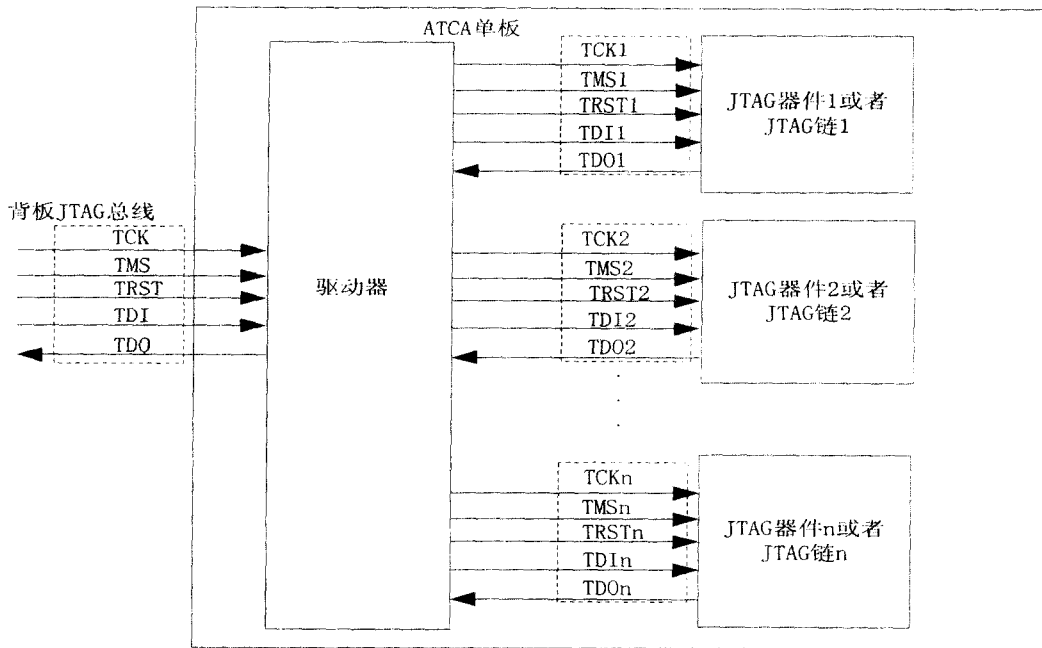 ATCA单板
背板JTAG总线
TCK
TMS
TRST
TDI
TDO
驱动器
TCK1
TMS1
TRST1
TDI1
TDO1
JTAG器件1或者
JTAG链1
TCK2
TMS2
TRST2
TDI2
TDO2
JTAG器件2或者
JTAG链2
TCKn
TMSn
TRSTn
TDIn
TDOn
JTAG器件n或者
JTAG链n